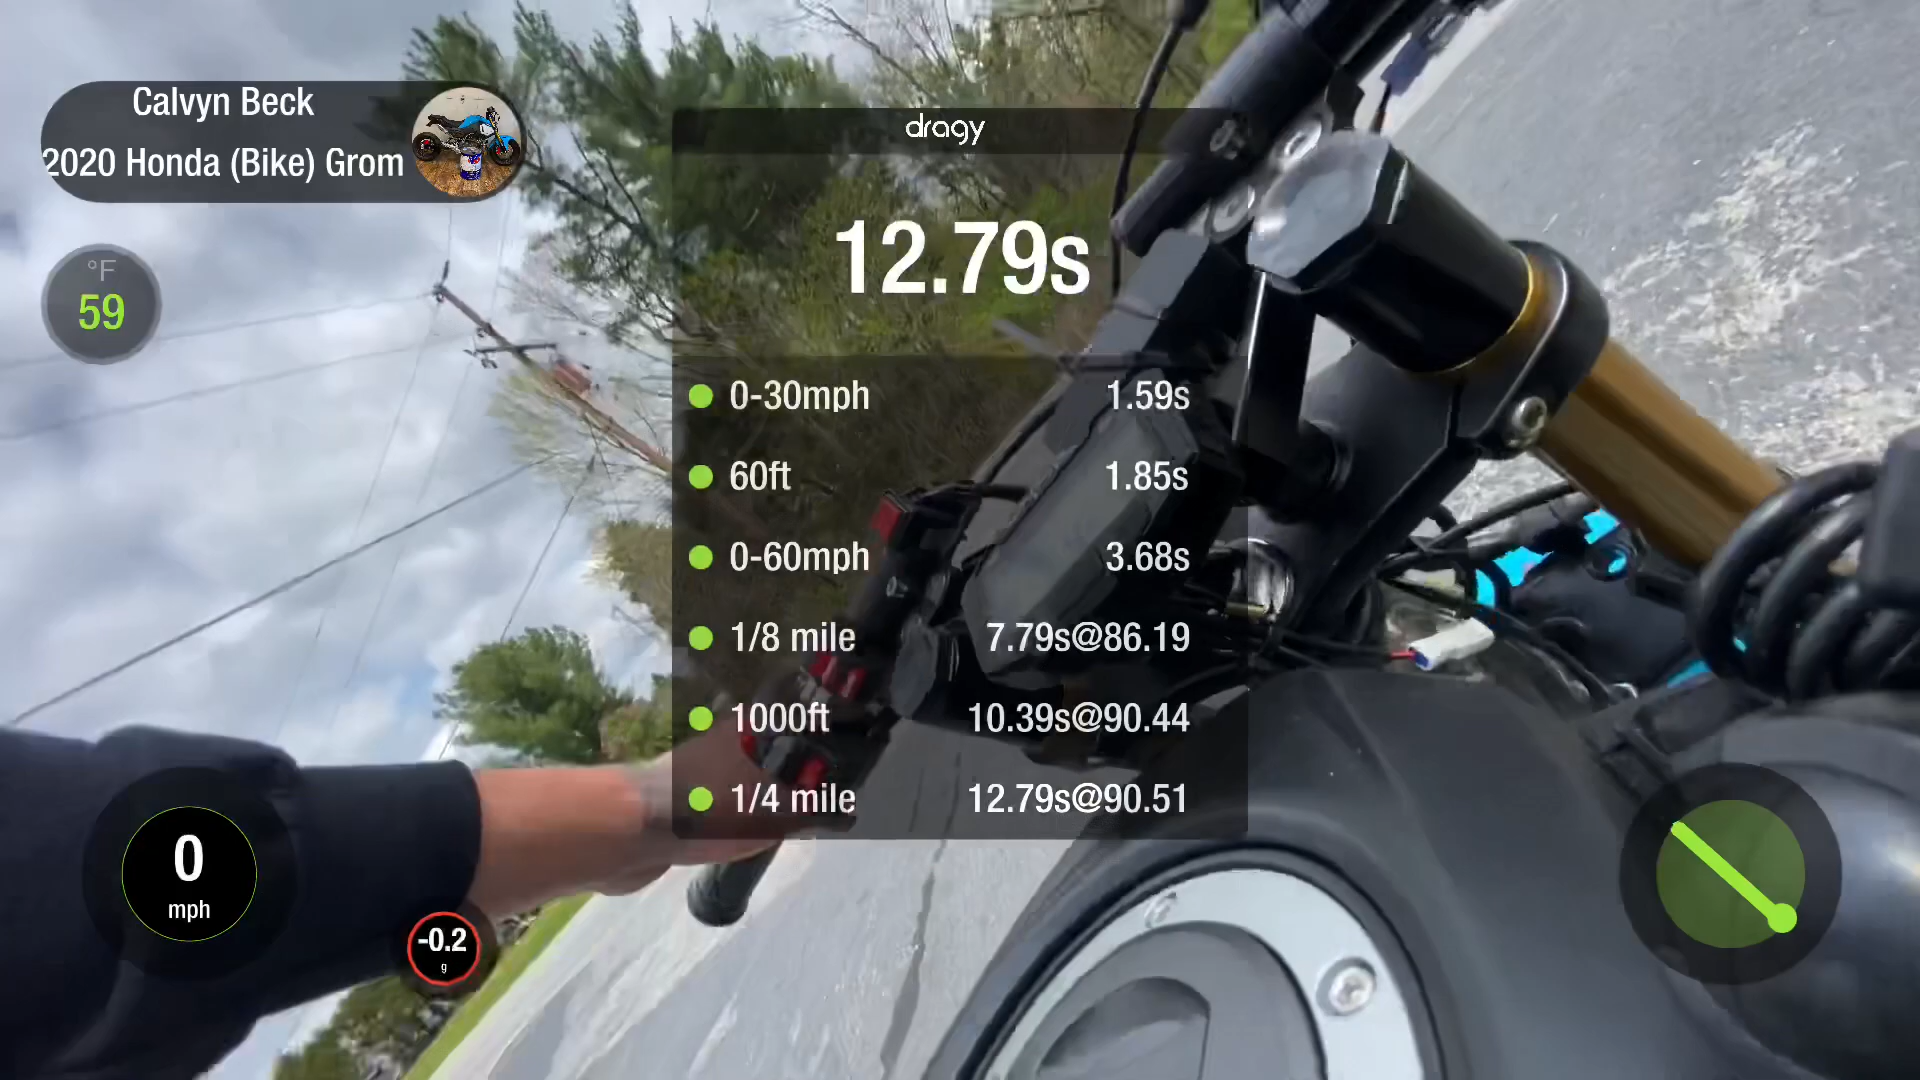 Calvyn Beck
2020 Honda (Bike) Grom
°F
59
dragy
12.79s
0-30mph 1.59s
60ft 1.85s
0-60mph 3.68s
1/8 mile 7.79s@86.19
1000ft 10.39s@90.44
1/4 mile 12.79s@90.51
0
mph
-0.2
g